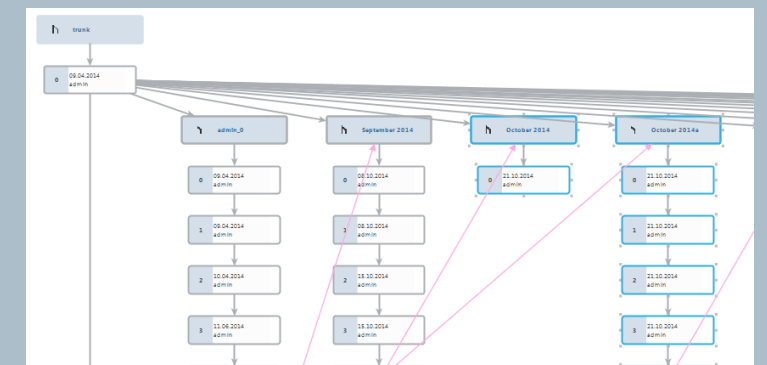 trunk
0
09.04.2014
admin
admin_0
September 2014
October 2014
October 2014a
0
09.04.2014
admin
0
08.10.2014
admin
0
21.10.2014
admin
0
21.10.2014
admin
1
09.04.2014
admin
1
08.10.2014
admin
1
21.10.2014
admin
2
10.04.2014
admin
2
15.10.2014
admin
2
21.10.2014
admin
3
11.06.2014
admin
3
15.10.2014
admin
3
21.10.2014
admin